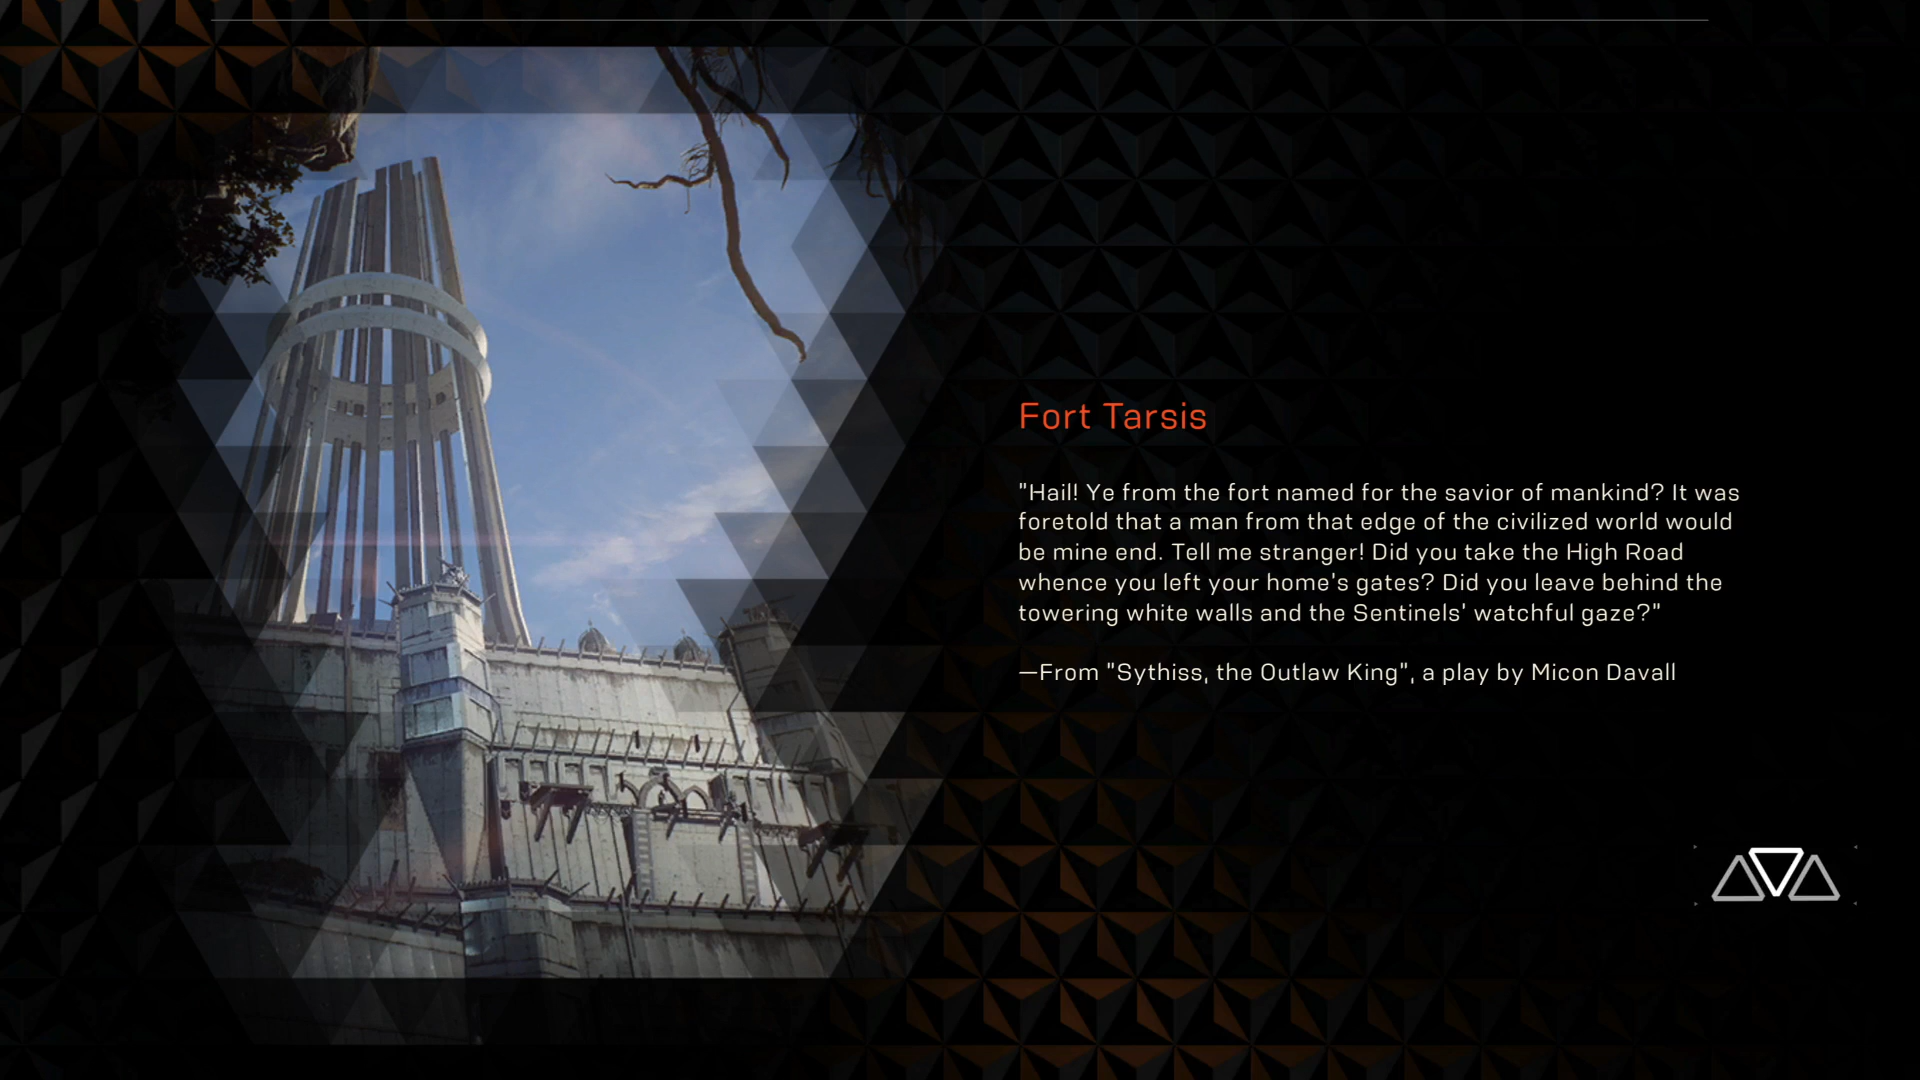 Fort Tarsis
"Hail! Ye from the fort named for the savior of mankind? It was
foretold that a man from that edge of the civilized world would
be mine end. Tell me stranger! Did you take the High Road
whence you left your home's gates? Did you leave behind the
towering white walls and the Sentinels' watchful gaze?"
—From "Sythiss, the Outlaw King", a play by Micon Davall